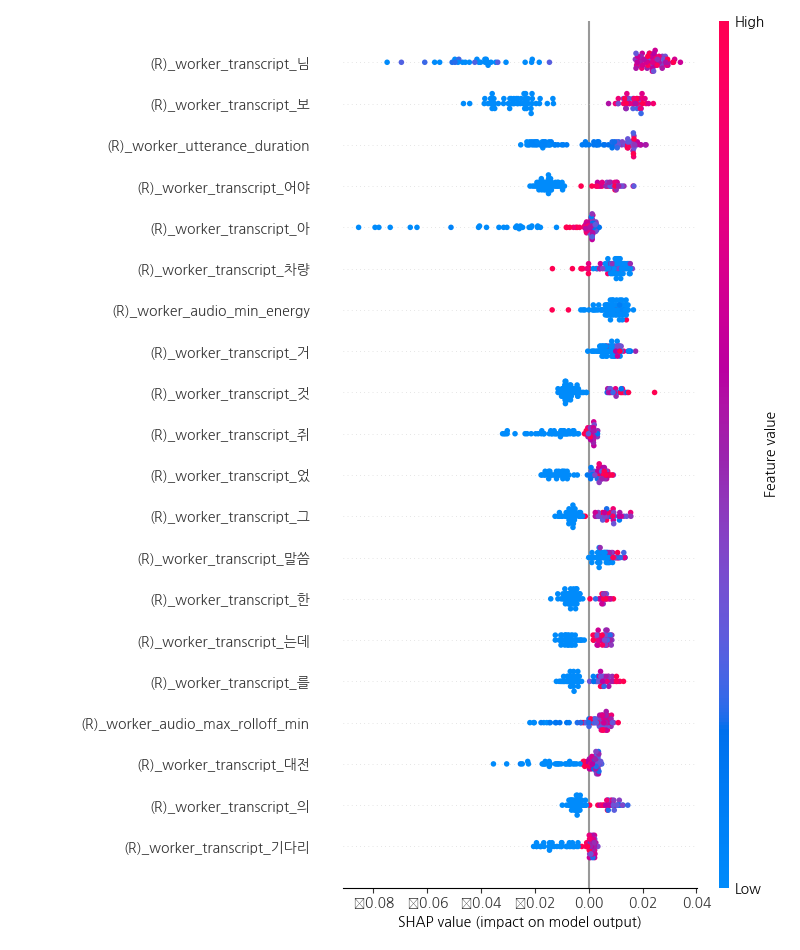 High
(R)_worker_transcript_님
(R)_worker_transcript_보
(R)_worker_utterance_duration
(R)_worker_transcript_어야
(R)_worker_transcript_아
(R)_worker_transcript_차량
(R)_worker_audio_min_energy
(R)_worker_transcript_거
(R)_worker_transcript_것
(R)_worker_transcript_쥐
(R)_worker_transcript_었
(R)_worker_transcript_그
(R)_worker_transcript_말씀
(R)_worker_transcript_한
(R)_worker_transcript_는데
(R)_worker_transcript_를
(R)_worker_audio_max_rolloff_min
(R)_worker_transcript_대전
(R)_worker_transcript_의
(R)_worker_transcript_기다리
Feature value
Low
▯0.08 ▯0.06 ▯0.04 ▯0.02 0.00 0.02 0.04
SHAP value (impact on model output)